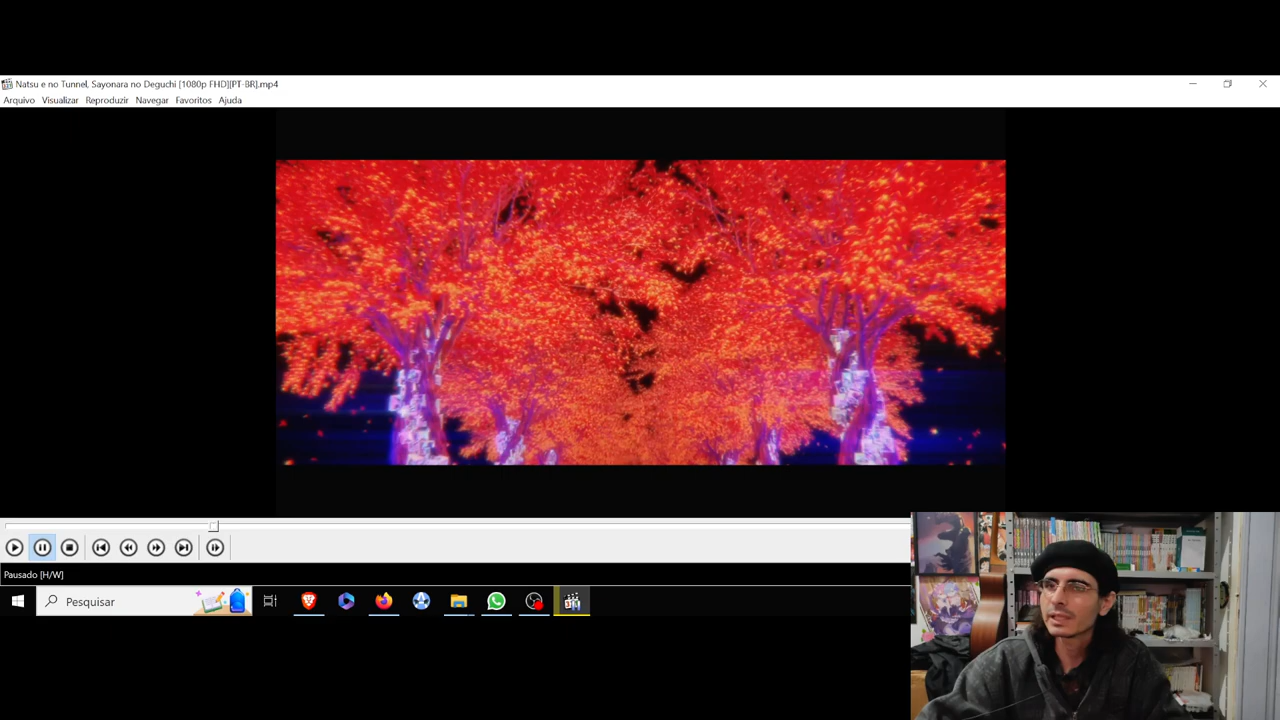 Natsu e no Tunnel, Sayonara no Deguchi [1080p FHD][PT-BR].mp4
Arquivo Visualizar Reproduzir Navegar Favoritos Ajuda
Pausado [H/W]
Pesquisar